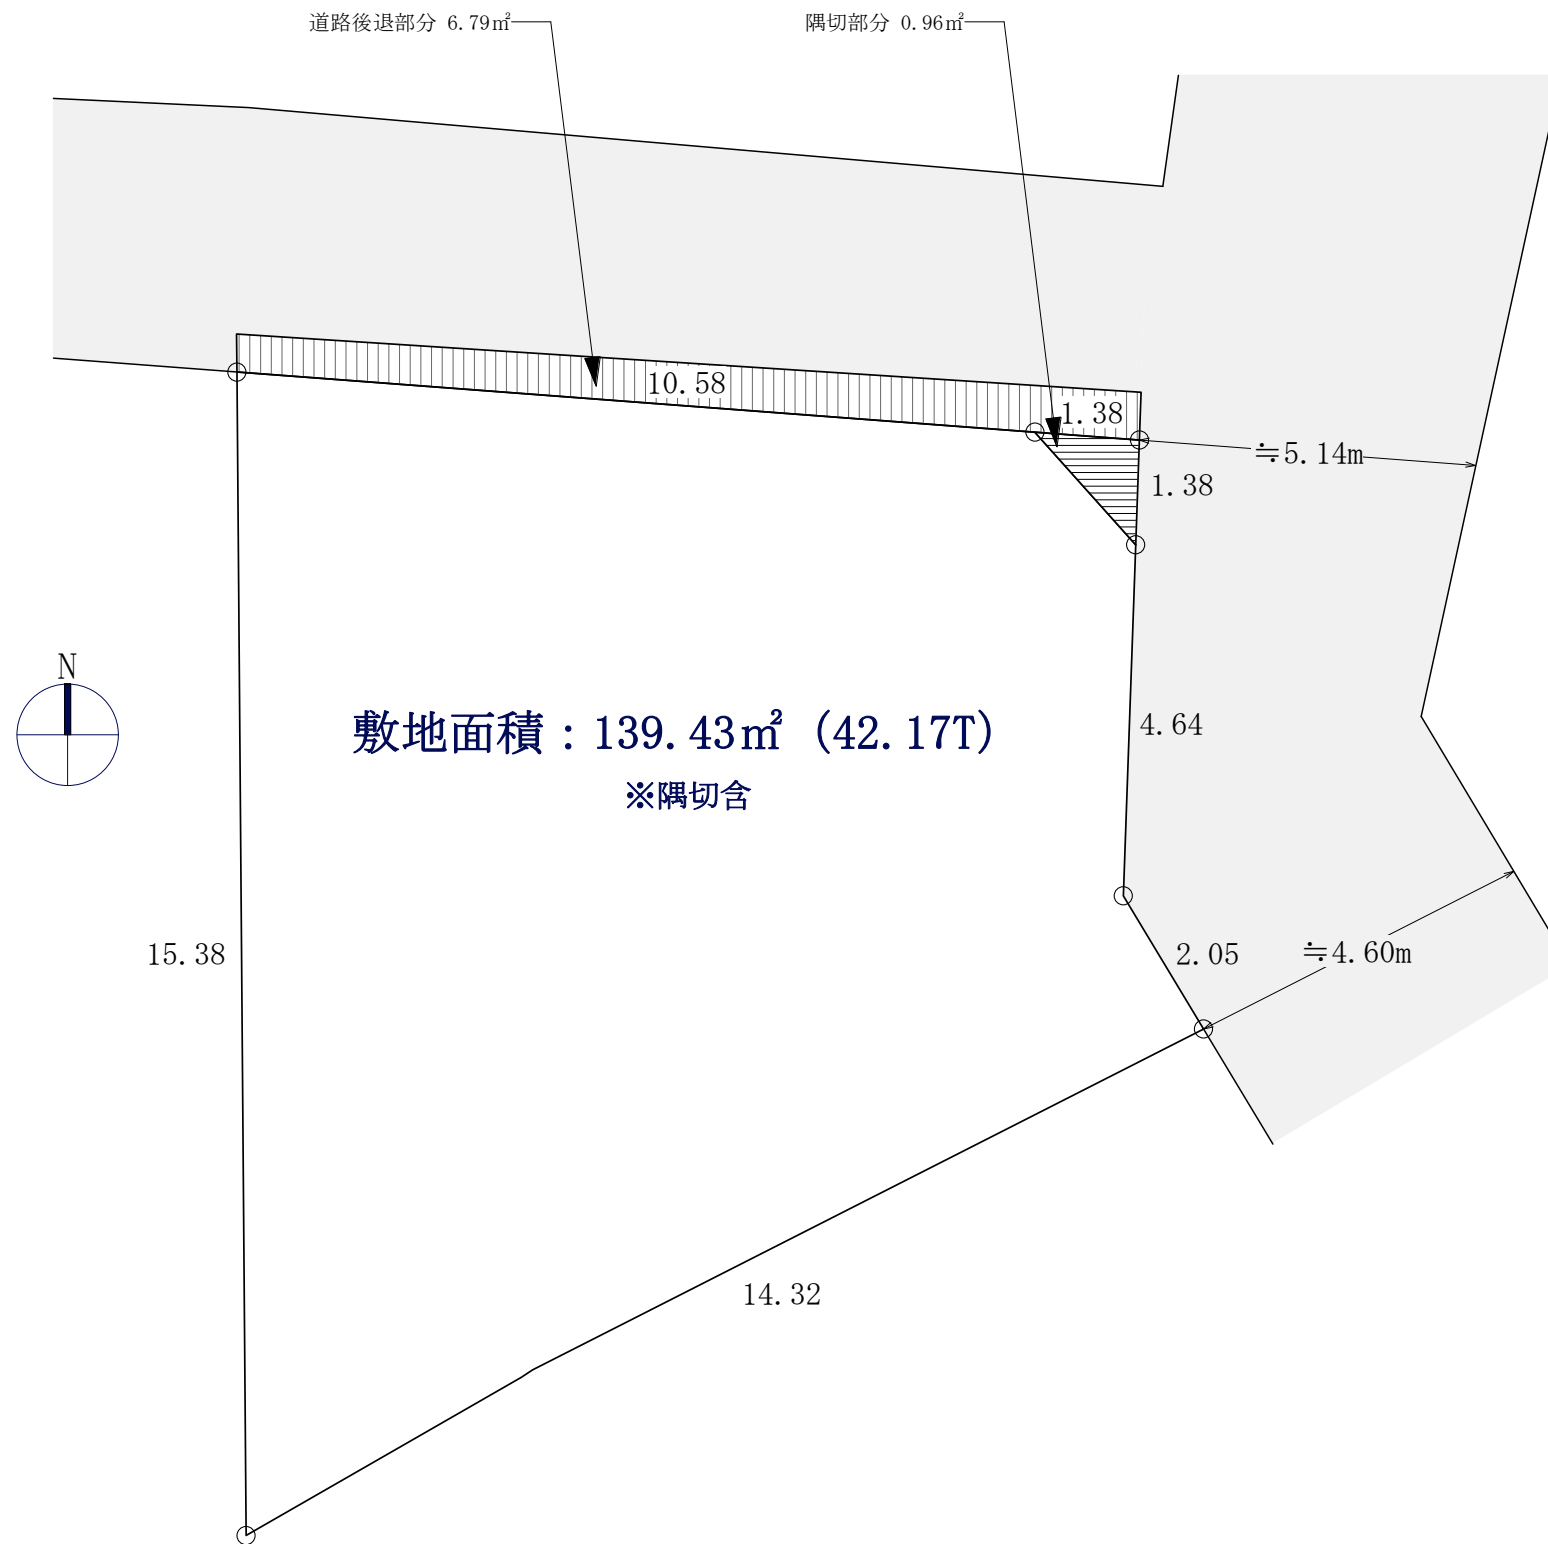 道路後退部分 6.79㎡
隅切部分 0.96㎡
10.58
1.38
≒5.14m
1.38
N
敷地面積：139.43㎡（42.17T）
※隅切含
4.64
15.38
2.05
≒4.60m
14.32